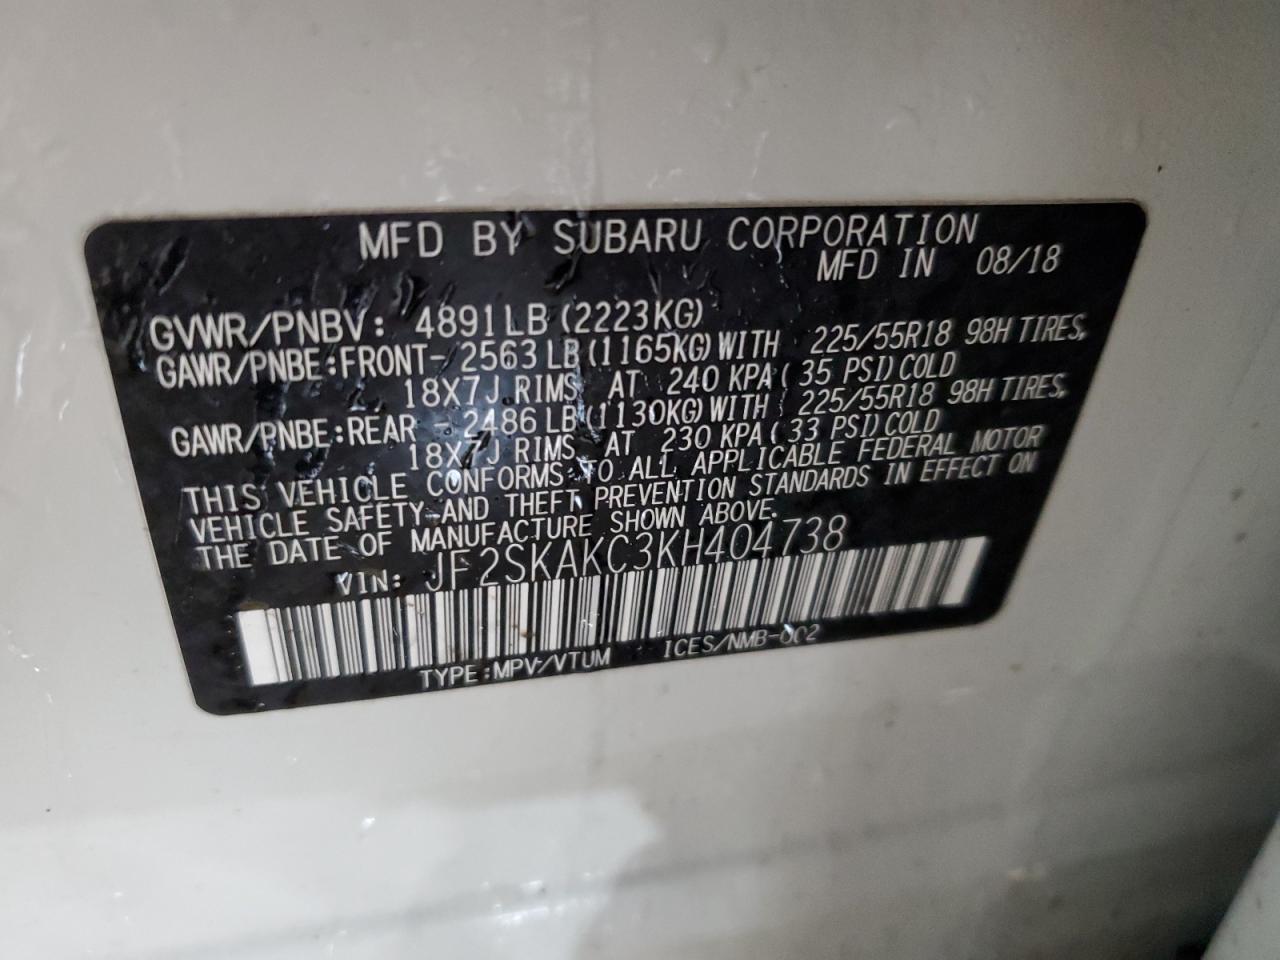 MFD BY SUBARU CORPORATION
MFD IN 08/18
GVWR/PNBV: 4891LB (2223KG)
GAWR/PNBE:FRONT- 2563 LB (1165KG) WITH 225/55R18 98H TIRES,
18X7J RIMS AT 240 KPA( 35 PSI) COLD
GAWR/PNBE:REAR - 2486 LB (1130KG) WITH 225/55R18 98H TIRES,
18X7J RIMS AT 230 KPA( 33 PSI) COLD
THIS VEHICLE CONFORMS TO ALL APPLICABLE FEDERAL MOTOR
VEHICLE SAFETY AND THEFT PREVENTION STANDARDS IN EFFECT ON
THE DATE OF MANUFACTURE SHOWN ABOVE.
VIN: JF2SKAKC3KH404738
TYPE:MPV/VTUM ICES/NMB-002